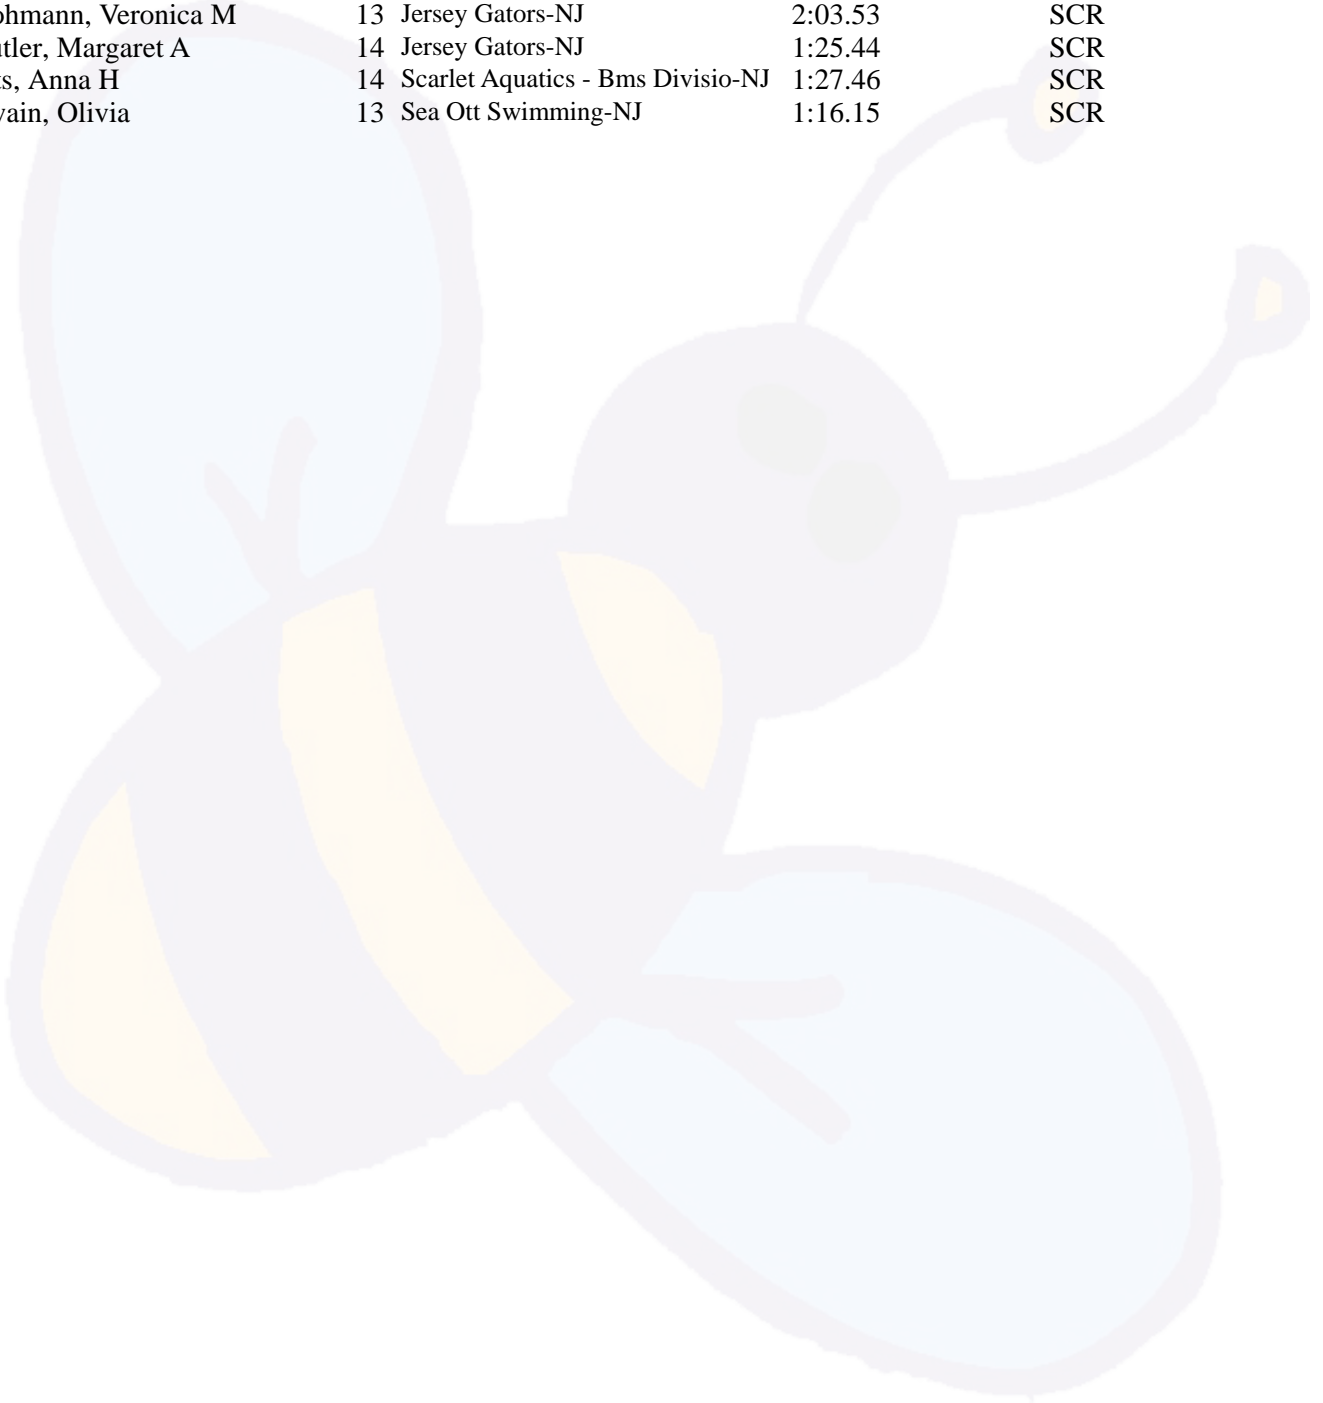 ohmann, Veronica M 13 Jersey Gators-NJ 2:03.53 SCR
utler, Margaret A 14 Jersey Gators-NJ 1:25.44 SCR
ts, Anna H 14 Scarlet Aquatics - Bms Divisio-NJ 1:27.46 SCR
vain, Olivia 13 Sea Ott Swimming-NJ 1:16.15 SCR